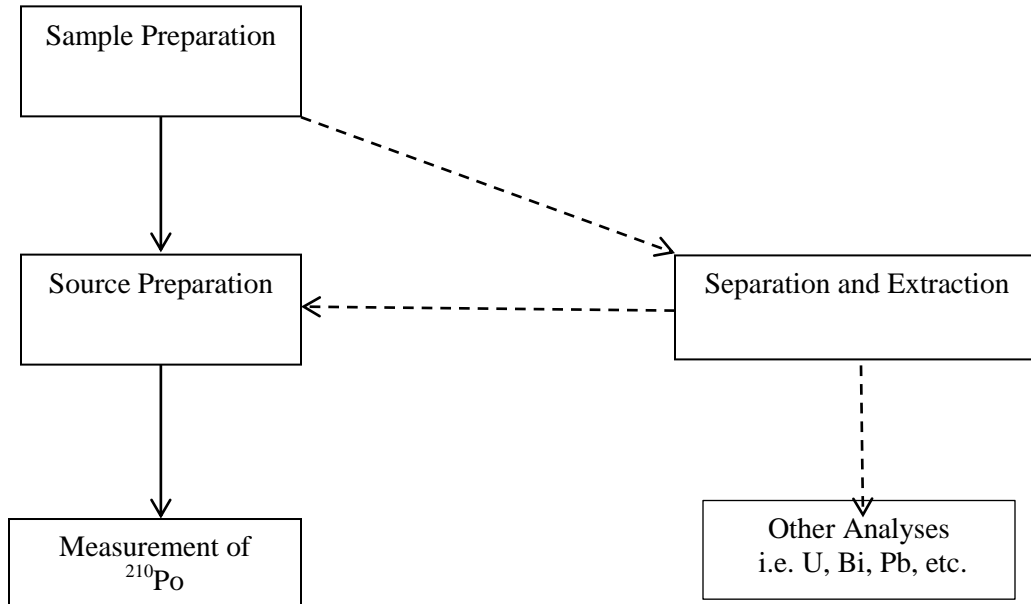 Sample Preparation
Source Preparation
Separation and Extraction
Measurement of
²¹⁰Po
Other Analyses
i.e. U, Bi, Pb, etc.